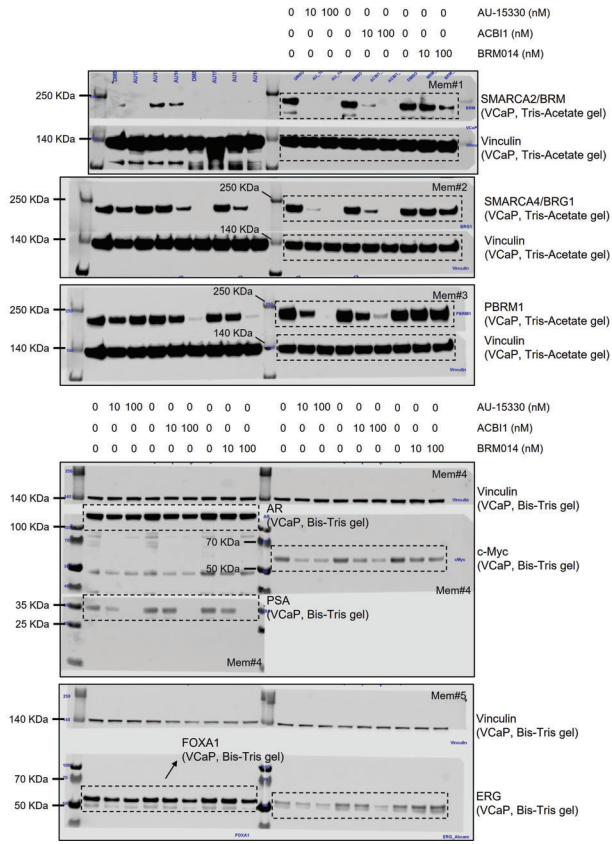 0 10 100 0 0 0 0 0 0 AU-15330 (nM)
0 0 0 0 10 100 0 0 0 ACBI1 (nM)
0 0 0 0 0 0 0 10 100 BRM014 (nM)
Mem#1
250 KDa
SMARCA2/BRM
(VCaP, Tris-Acetate gel)
BRM
VCaP
140 KDa
Vinculin
(VCaP, Tris-Acetate gel)
250 KDa
Mem#2
250 KDa
SMARCA4/BRG1
(VCaP, Tris-Acetate gel)
BRG1
140 KDa
140 KDa
Vinculin
(VCaP, Tris-Acetate gel)
Vinculin
250 KDa
Mem#3
250 KDa
PBRM1
PBRM1
(VCaP, Tris-Acetate gel)
140 KDa
140 KDa
Vinculin
(VCaP, Tris-Acetate gel)
Vinculin
0 10 100 0 0 0 0 0 0 0 10 100 0 0 0 0 0 0 AU-15330 (nM)
0 0 0 0 10 100 0 0 0 0 0 0 0 10 100 0 0 0 ACBI1 (nM)
0 0 0 0 0 0 0 10 100 0 0 0 0 0 0 0 10 100 BRM014 (nM)
Mem#4
140 KDa
Vinculin
Vinculin
(VCaP, Bis-Tris gel)
AR
(VCaP, Bis-Tris gel)
100 KDa
70 KDa
50 KDa
cMyc
c-Myc
(VCaP, Bis-Tris gel)
Mem#4
35 KDa
PSA
(VCaP, Bis-Tris gel)
25 KDa
Mem#4
Mem#5
140 KDa
Vinculin
(VCaP, Bis-Tris gel)
Vinculin
FOXA1
(VCaP, Bis-Tris gel)
70 KDa
50 KDa
ERG
(VCaP, Bis-Tris gel)
FOXA1
ERG_Abcam